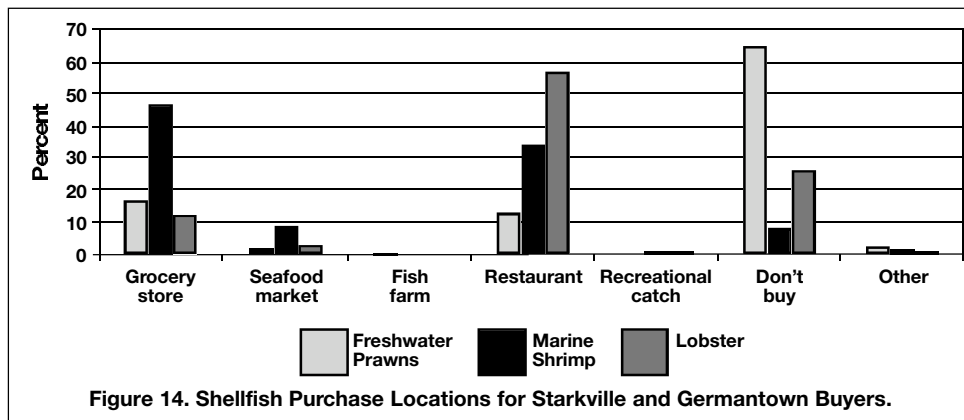 70
60
50
40
30
20
10
0
Percent
Grocery store
Seafood market
Fish farm
Restaurant
Recreational catch
Don't buy
Other
Freshwater Prawns
Marine Shrimp
Lobster
Figure 14. Shellfish Purchase Locations for Starkville and Germantown Buyers.